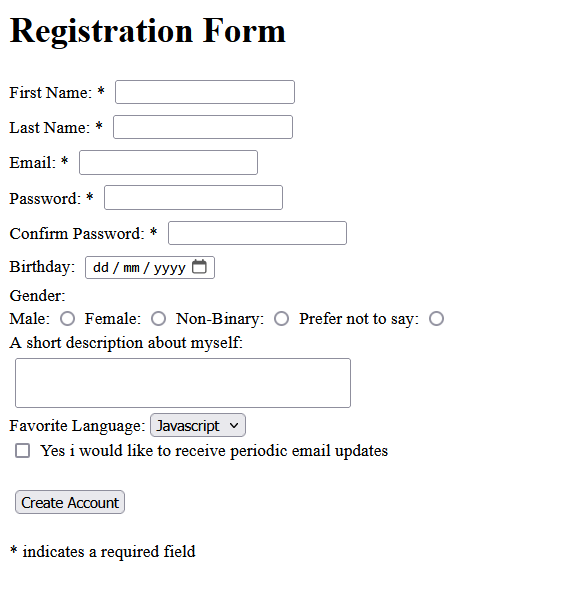 Registration Form
First Name: *
Last Name: *
Email: *
Password: *
Confirm Password: *
Birthday: dd / mm / yyyy
Gender:
Male: Female: Non-Binary: Prefer not to say:
A short description about myself:
Favorite Language: Javascript
Yes i would like to receive periodic email updates
Create Account
* indicates a required field